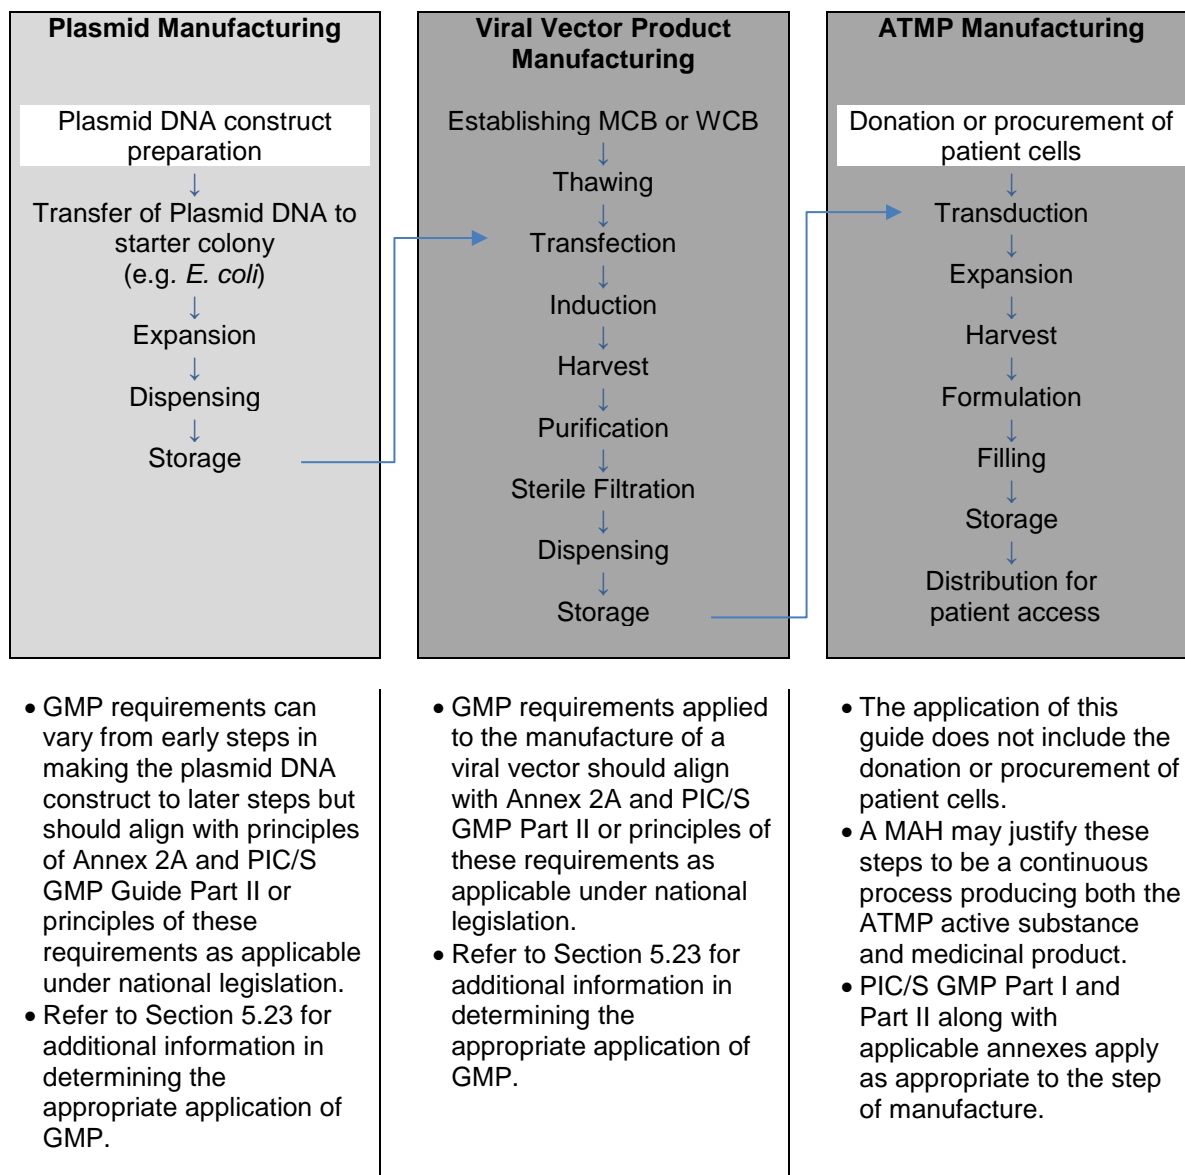 Plasmid Manufacturing
Plasmid DNA construct
preparation
↓
Transfer of Plasmid DNA to
starter colony
(e.g. E. coli)
↓
Expansion
↓
Dispensing
↓
Storage
Viral Vector Product
Manufacturing
Establishing MCB or WCB
↓
Thawing
↓
Transfection
↓
Induction
↓
Harvest
↓
Purification
↓
Sterile Filtration
↓
Dispensing
↓
Storage
ATMP Manufacturing
Donation or procurement of
patient cells
↓
Transduction
↓
Expansion
↓
Harvest
↓
Formulation
↓
Filling
↓
Storage
↓
Distribution for
patient access
• GMP requirements can
vary from early steps in
making the plasmid DNA
construct to later steps but
should align with principles
of Annex 2A and PIC/S
GMP Guide Part II or
principles of these
requirements as applicable
under national legislation.
• Refer to Section 5.23 for
additional information in
determining the
appropriate application of
GMP.
• GMP requirements applied
to the manufacture of a
viral vector should align
with Annex 2A and PIC/S
GMP Part II or principles of
these requirements as
applicable under national
legislation.
• Refer to Section 5.23 for
additional information in
determining the
appropriate application of
GMP.
• The application of this
guide does not include the
donation or procurement of
patient cells.
• A MAH may justify these
steps to be a continuous
process producing both the
ATMP active substance
and medicinal product.
• PIC/S GMP Part I and
Part II along with
applicable annexes apply
as appropriate to the step
of manufacture.